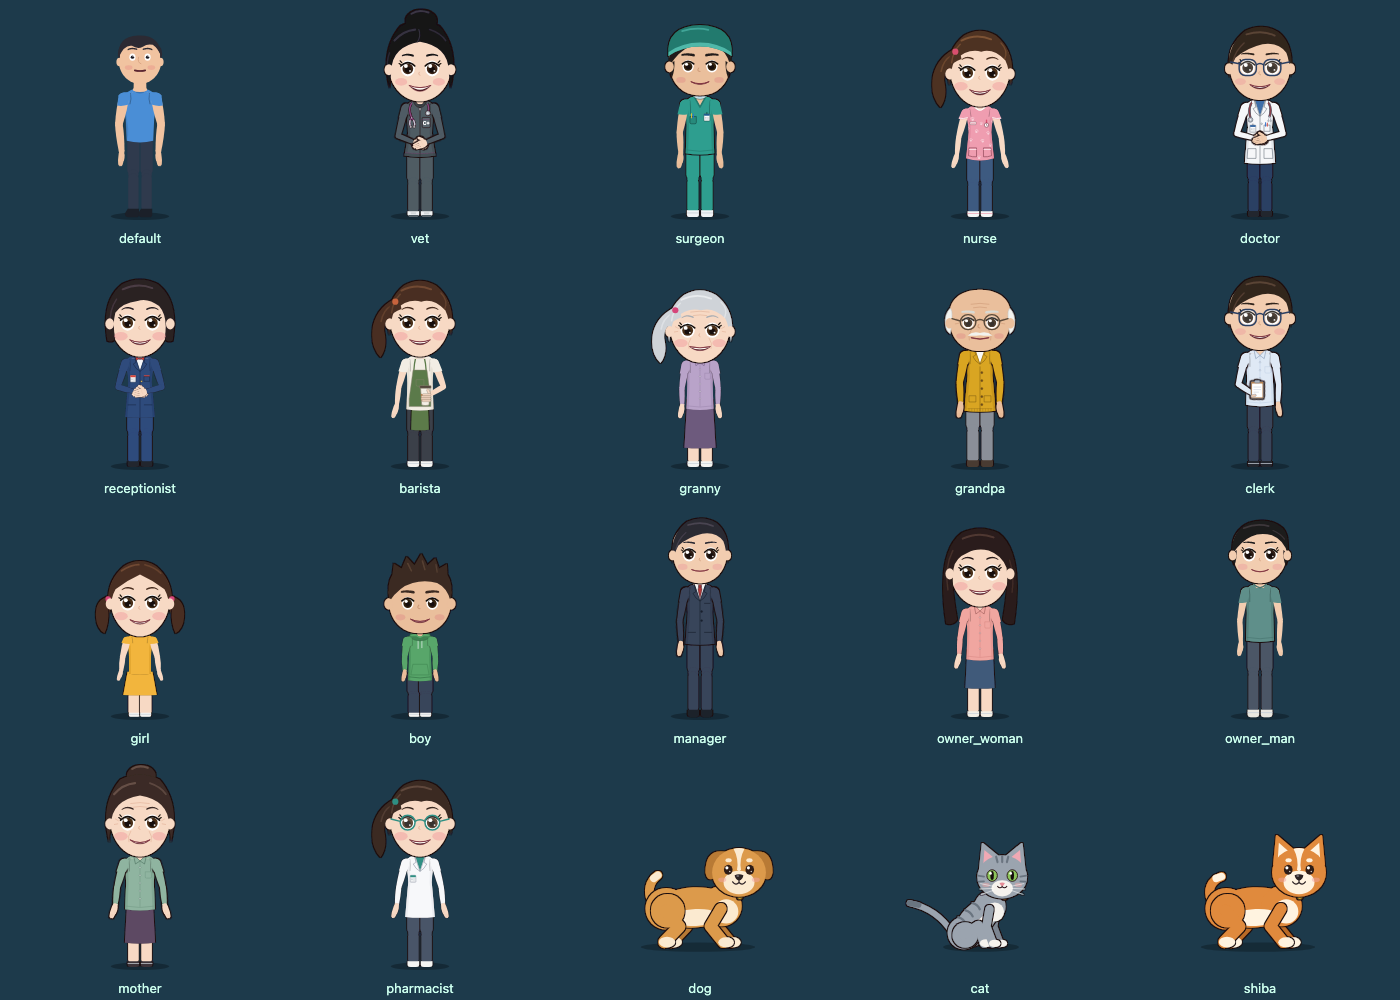 default
vet
surgeon
nurse
doctor
receptionist
barista
granny
grandpa
clerk
girl
boy
manager
owner_woman
owner_man
mother
pharmacist
dog
cat
shiba